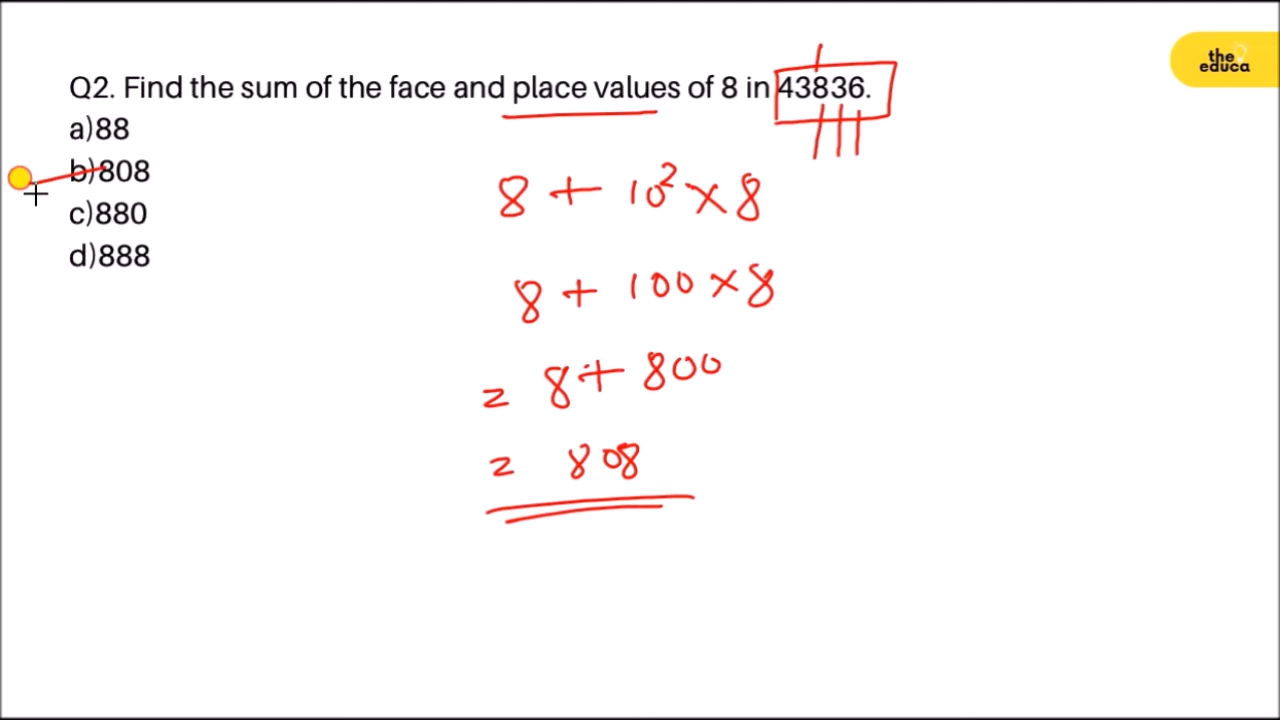 the
educa
Q2. Find the sum of the face and place values of 8 in 43836.
a)88
b)808
c)880
d)888
8 + 10² × 8
8 + 100 × 8
= 8 + 800
= 808